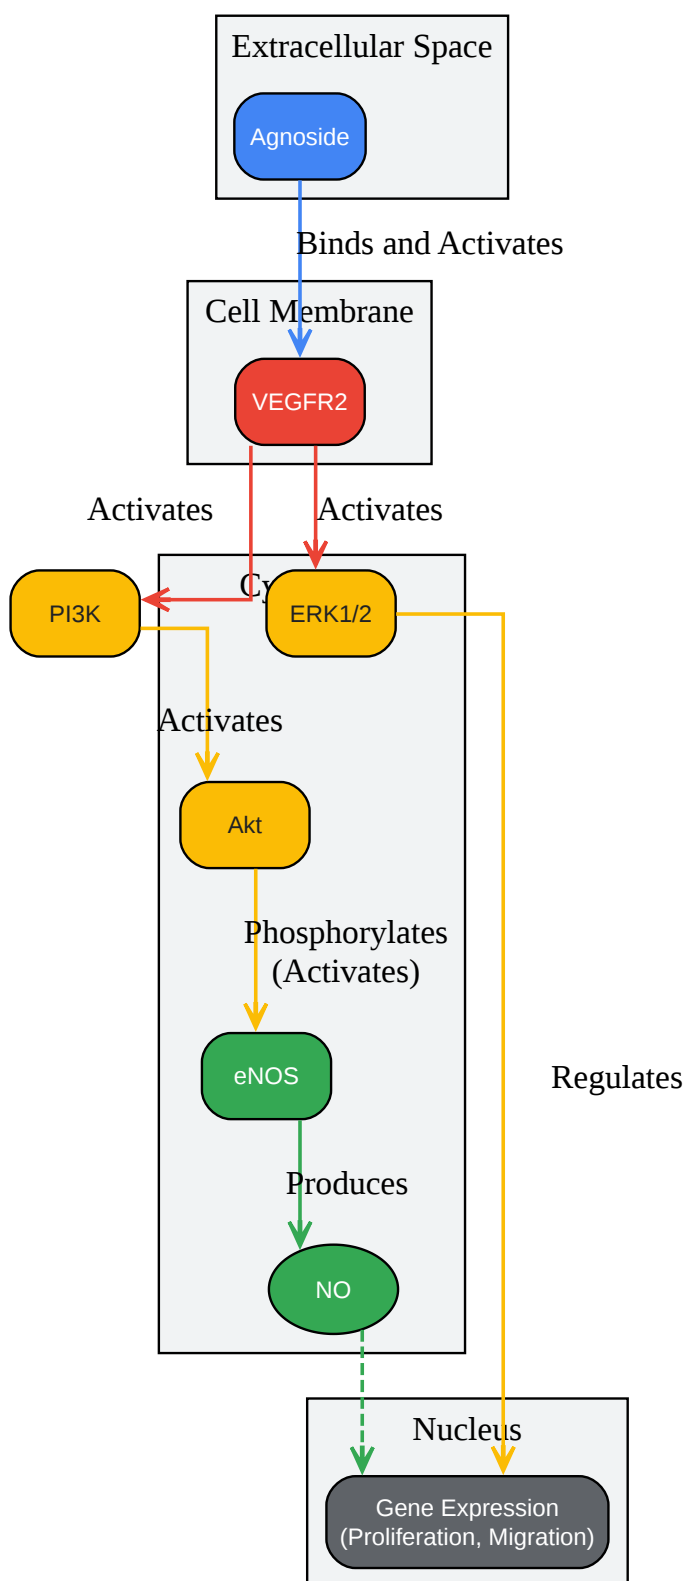 Extracellular Space
Agnoside
Binds and Activates
Cell Membrane
VEGFR2
Activates
Activates
PI3K
ERK1/2
Activates
Akt
Phosphorylates
(Activates)
eNOS
Regulates
Produces
NO
Nucleus
Gene Expression
(Proliferation, Migration)